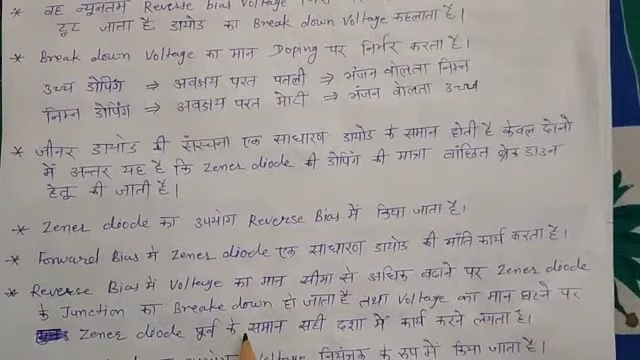 * वह न्यूनतम Reverse bias voltage
टूट जाता है डायोड का Break down Voltage कहलाता है।
* Break down Voltage का मान Doping पर निर्भर करता है।
उच्च डोपिंग ⇒ अवक्षय परत पतली ⇒ भंजन वोल्टता निम्न
निम्न डोपिंग ⇒ अवक्षय परत मोटी ⇒ भंजन वोल्टता उच्च
* जीनर डायोड की संरचना एक साधारण डायोड के समान होती है केवल दोनो
में अन्तर यह है कि Zener diode की डोपिंग की मात्रा वांछित ब्रेक डाउन
हेतू की जाती है।
* Zener diode का उपयोग Reverse Bias में किया जाता है।
* Forward Bias में Zener diode एक साधारण डायोड की भाँति कार्य करता है।
* Reverse Bias में Voltage का मान सीमा से अधिक बढाने पर Zener diode
के Junction का Breake down हो जाता है तथा Voltage का मान घटने पर
Zener diode पूर्व के समान सही दशा में कार्य करने लगता है।
Voltage नियंत्रक के रूप में किया जाता है।